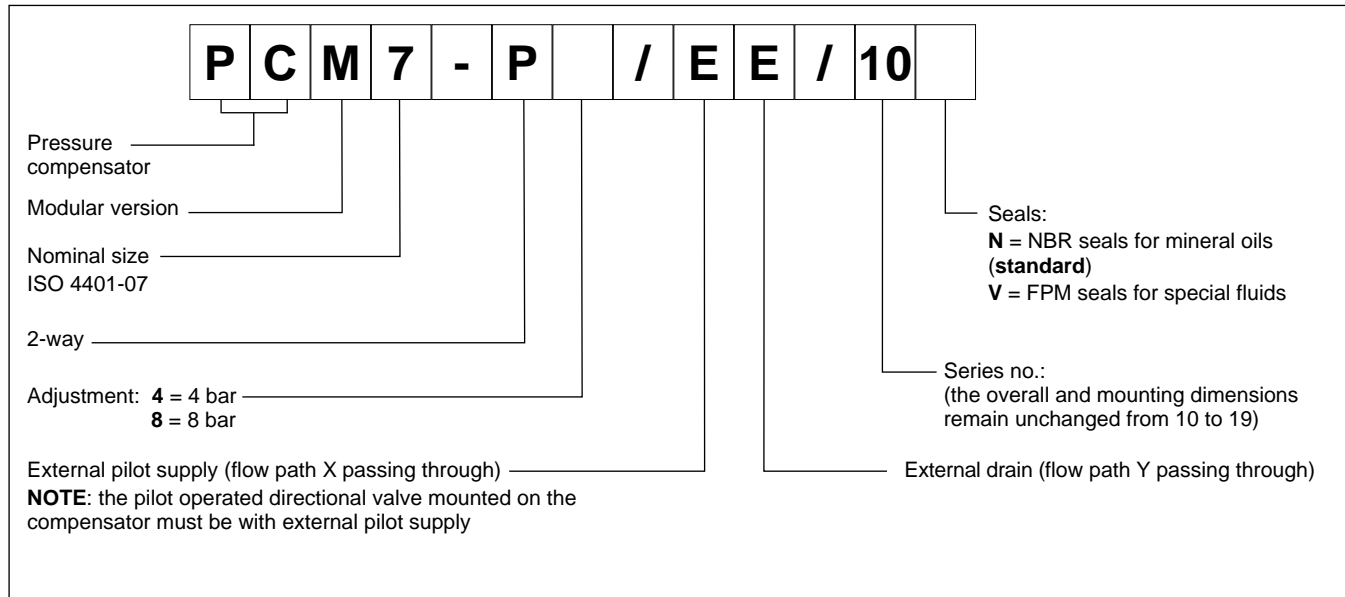 PCM7-P / EE / 10
Pressure
compensator
Modular version
Nominal size
ISO 4401-07
2-way
Adjustment: 4 = 4 bar
8 = 8 bar
External pilot supply (flow path X passing through)
NOTE: the pilot operated directional valve mounted on the
compensator must be with external pilot supply
Seals:
N = NBR seals for mineral oils
(standard)
V = FPM seals for special fluids
Series no.:
(the overall and mounting dimensions
remain unchanged from 10 to 19)
External drain (flow path Y passing through)